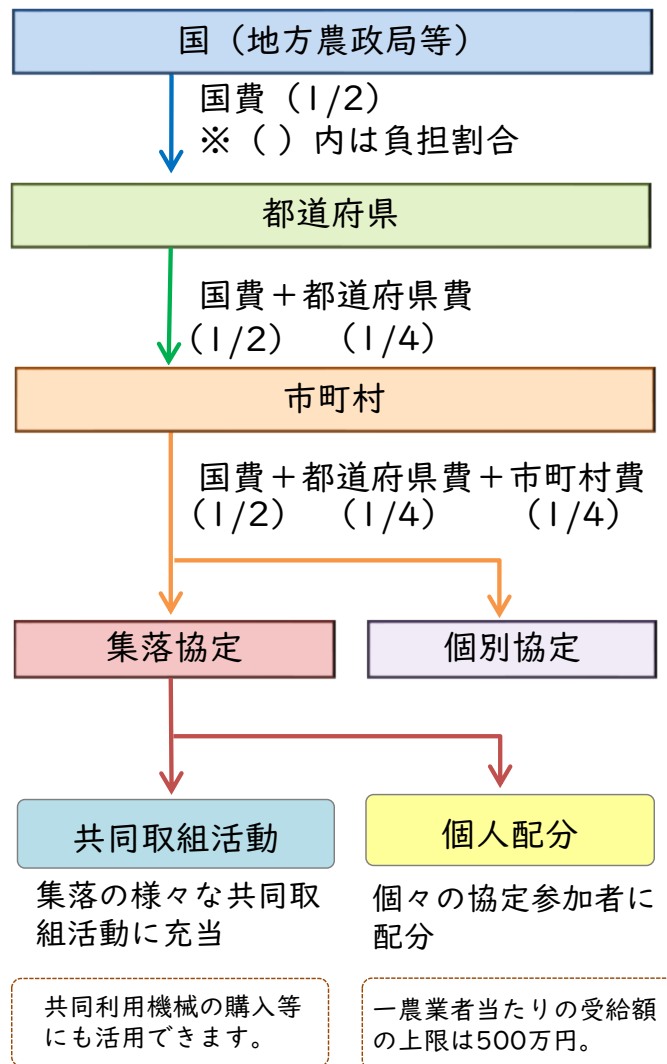 国（地方農政局等）
国費（1/2）
※（ ）内は負担割合
都道府県
国費＋都道府県費
（1/2） （1/4）
市町村
国費＋都道府県費＋市町村費
（1/2） （1/4） （1/4）
集落協定
個別協定
共同取組活動
集落の様々な共同取
組活動に充当
共同利用機械の購入等
にも活用できます。
個人配分
個々の協定参加者に
配分
一農業者当たりの受給額
の上限は500万円。